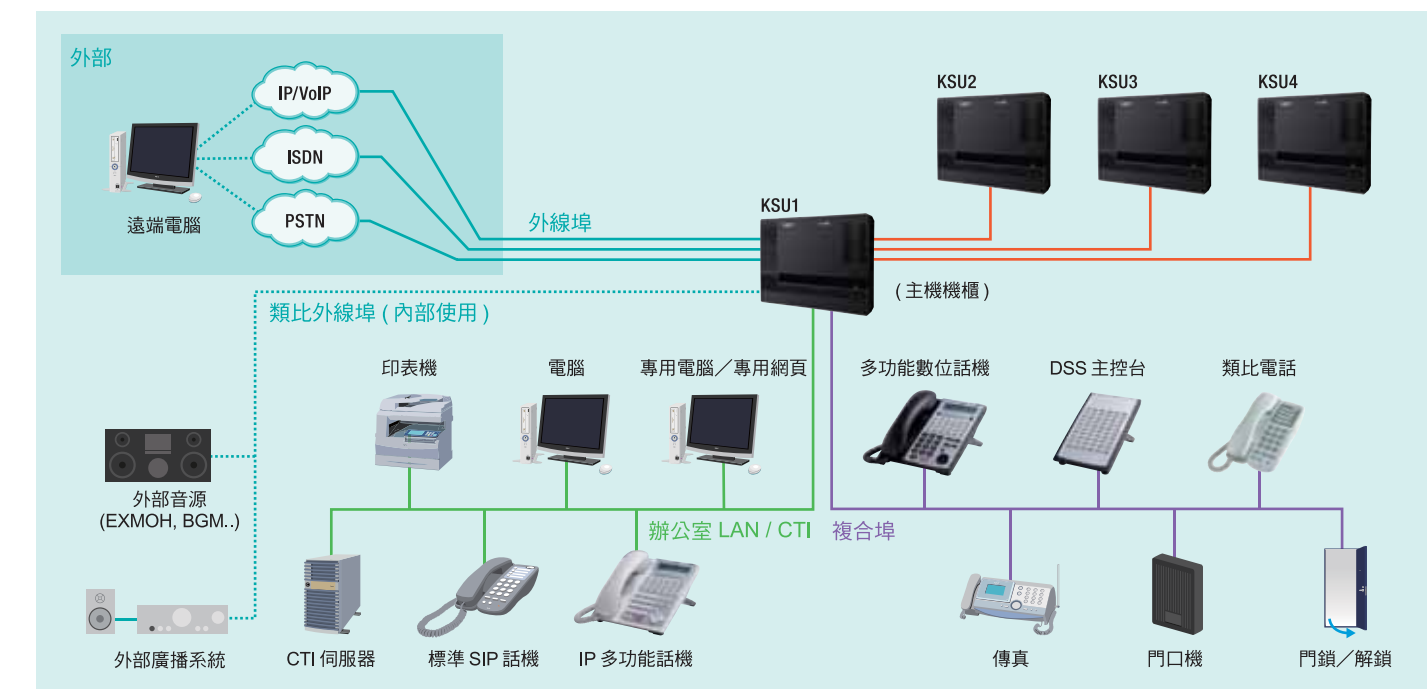 外部
IP/VoIP
ISDN
PSTN
遠端電腦
外線埠
KSU2
KSU3
KSU4
KSU1
(主機機櫃)
類比外線埠 (內部使用)
印表機
電腦
專用電腦／專用網頁
多功能數位話機
DSS 主控台
類比電話
外部音源
(EXMOH, BGM..)
辦公室 LAN / CTI
複合埠
外部廣播系統
CTI 伺服器
標準 SIP 話機
IP 多功能話機
傳真
門口機
門鎖／解鎖